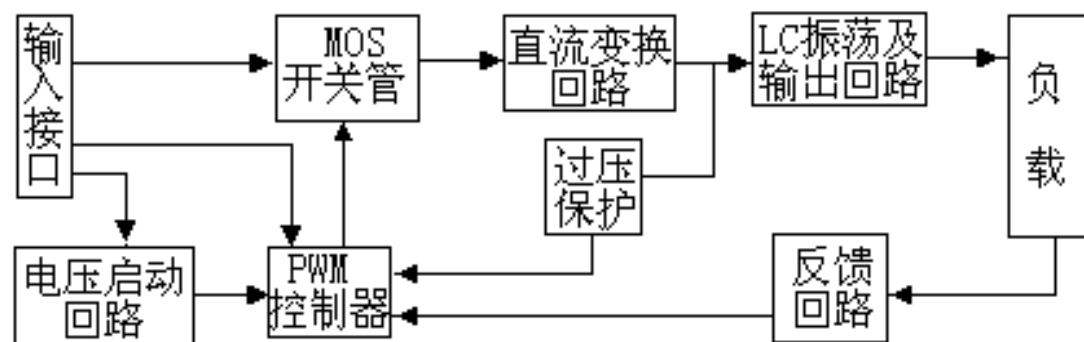 输
入
接
口
MOS
开关管
直流变换
回路
LC振荡及
输出回路
负
载
过压
保护
电压启动
回路
PWM
控制器
反馈
回路